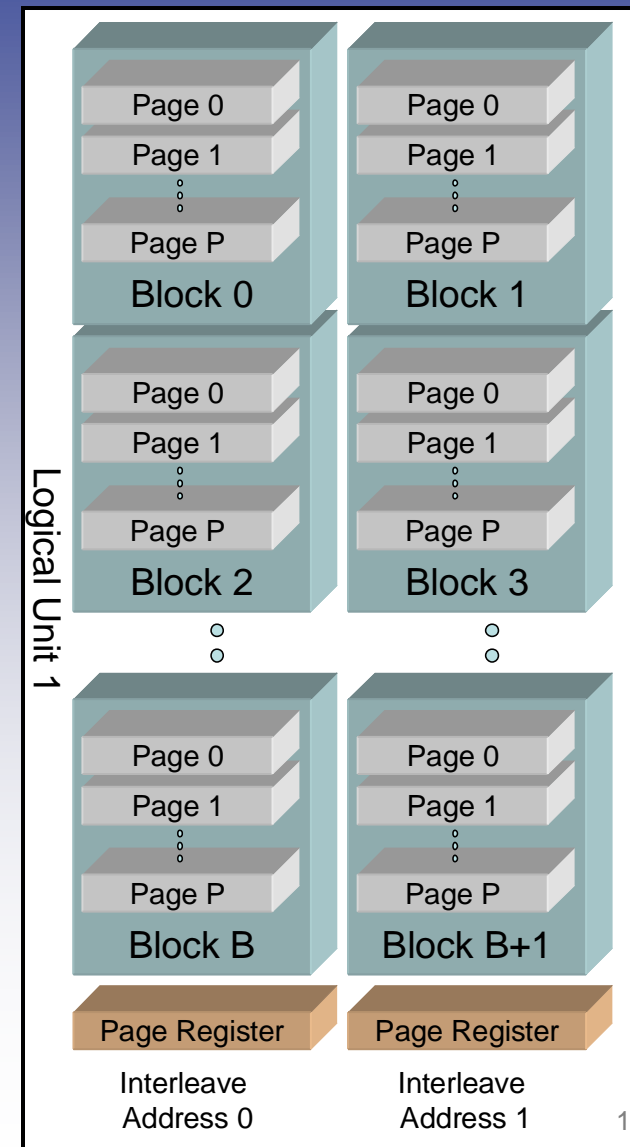 Logical Unit 1
Page 0
Page 1
Page P
Block 0
Page 0
Page 1
Page P
Block 1
Page 0
Page 1
Page P
Block 2
Page 0
Page 1
Page P
Block 3
Page 0
Page 1
Page P
Block B
Page 0
Page 1
Page P
Block B+1
Page Register
Page Register
Interleave
Address 0
Interleave
Address 1
1